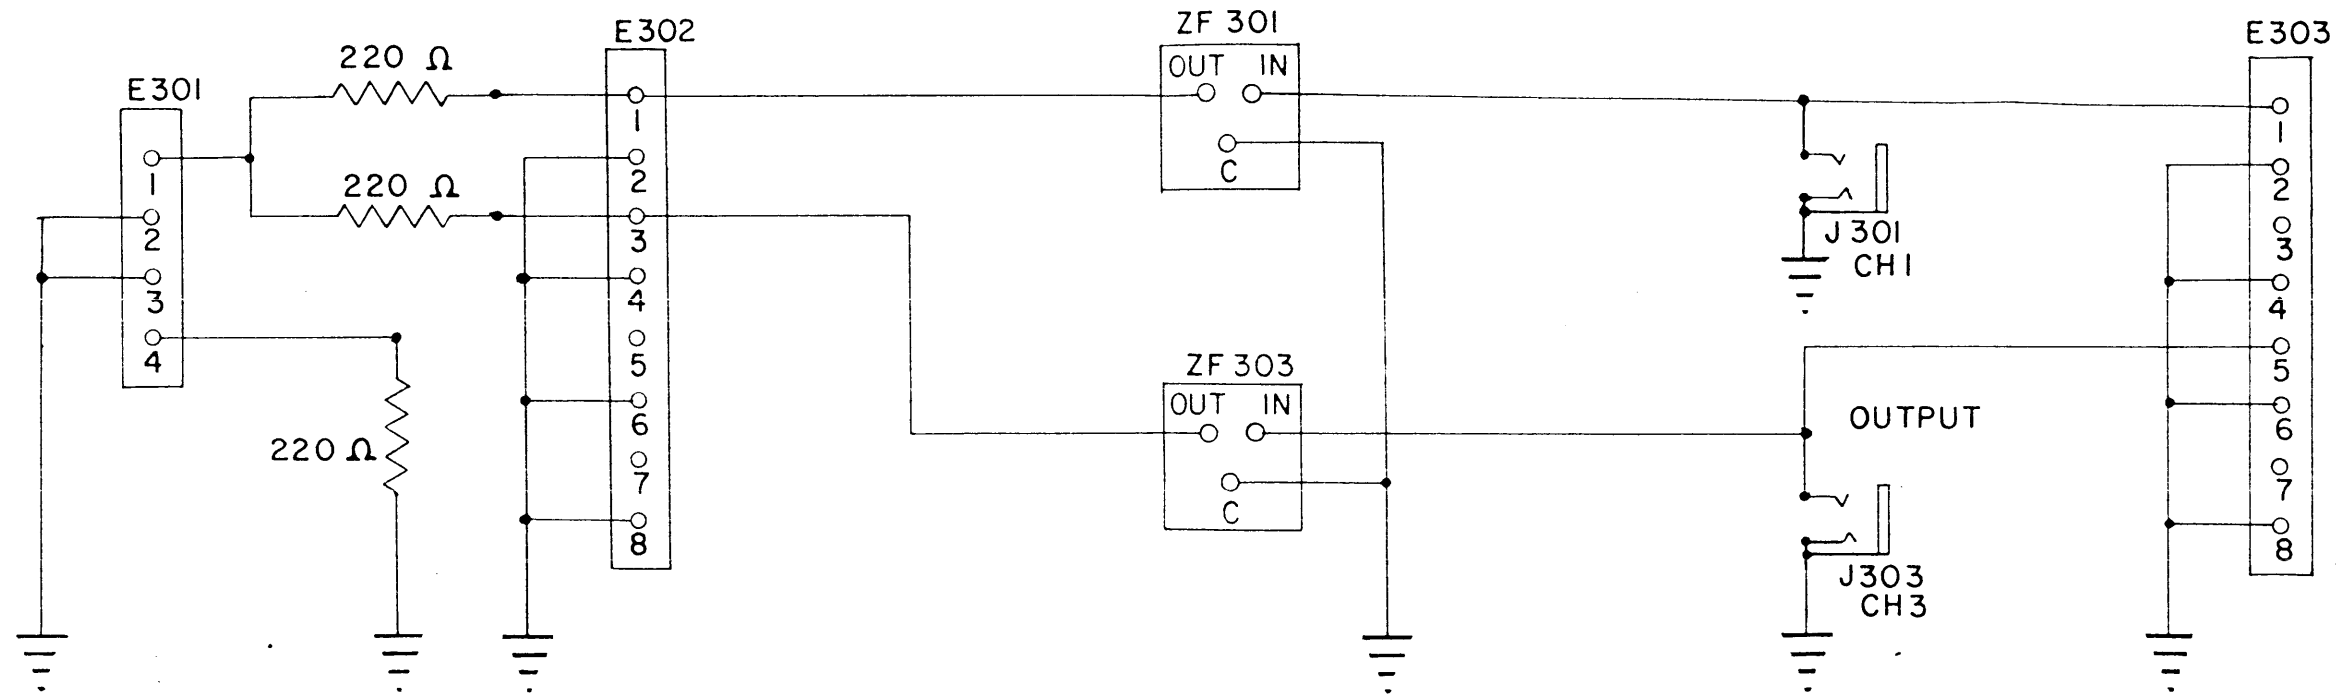 E301
1
2
3
4
220 Ω
220 Ω
220 Ω
E302
1
2
3
4
5
6
7
8
ZF 301
OUT IN
C
ZF 303
OUT IN
C
J301
CH1
OUTPUT
J303
CH3
E303
1
2
3
4
5
6
7
8